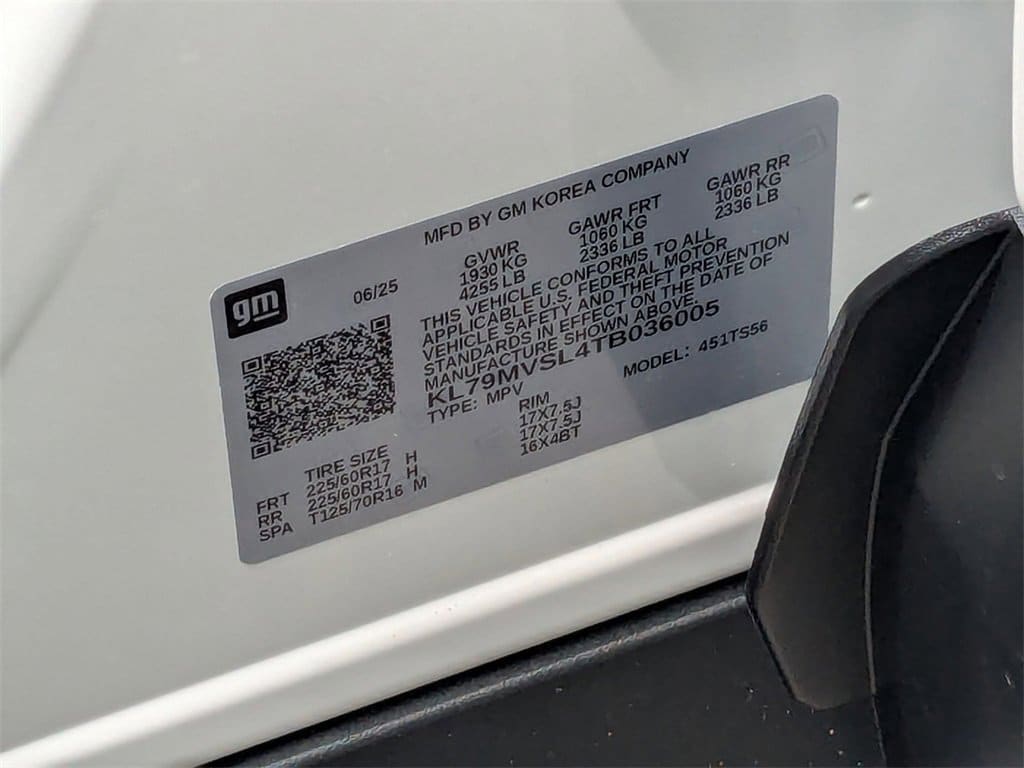 gm
06/25
MFD BY GM KOREA COMPANY
GVWR GAWR FRT GAWR RR
1930 KG 1060 KG 1060 KG
4255 LB 2336 LB 2336 LB
THIS VEHICLE CONFORMS TO ALL
APPLICABLE U.S. FEDERAL MOTOR
VEHICLE SAFETY AND THEFT PREVENTION
STANDARDS IN EFFECT ON THE DATE OF
MANUFACTURE SHOWN ABOVE.
KL79MVSL4TB036005
TYPE: MPV MODEL: 451TS56
TIRE SIZE RIM
FRT 225/60R17 H 17X7.5J
RR 225/60R17 H 17X7.5J
SPA T125/70R16 M 16X4BT